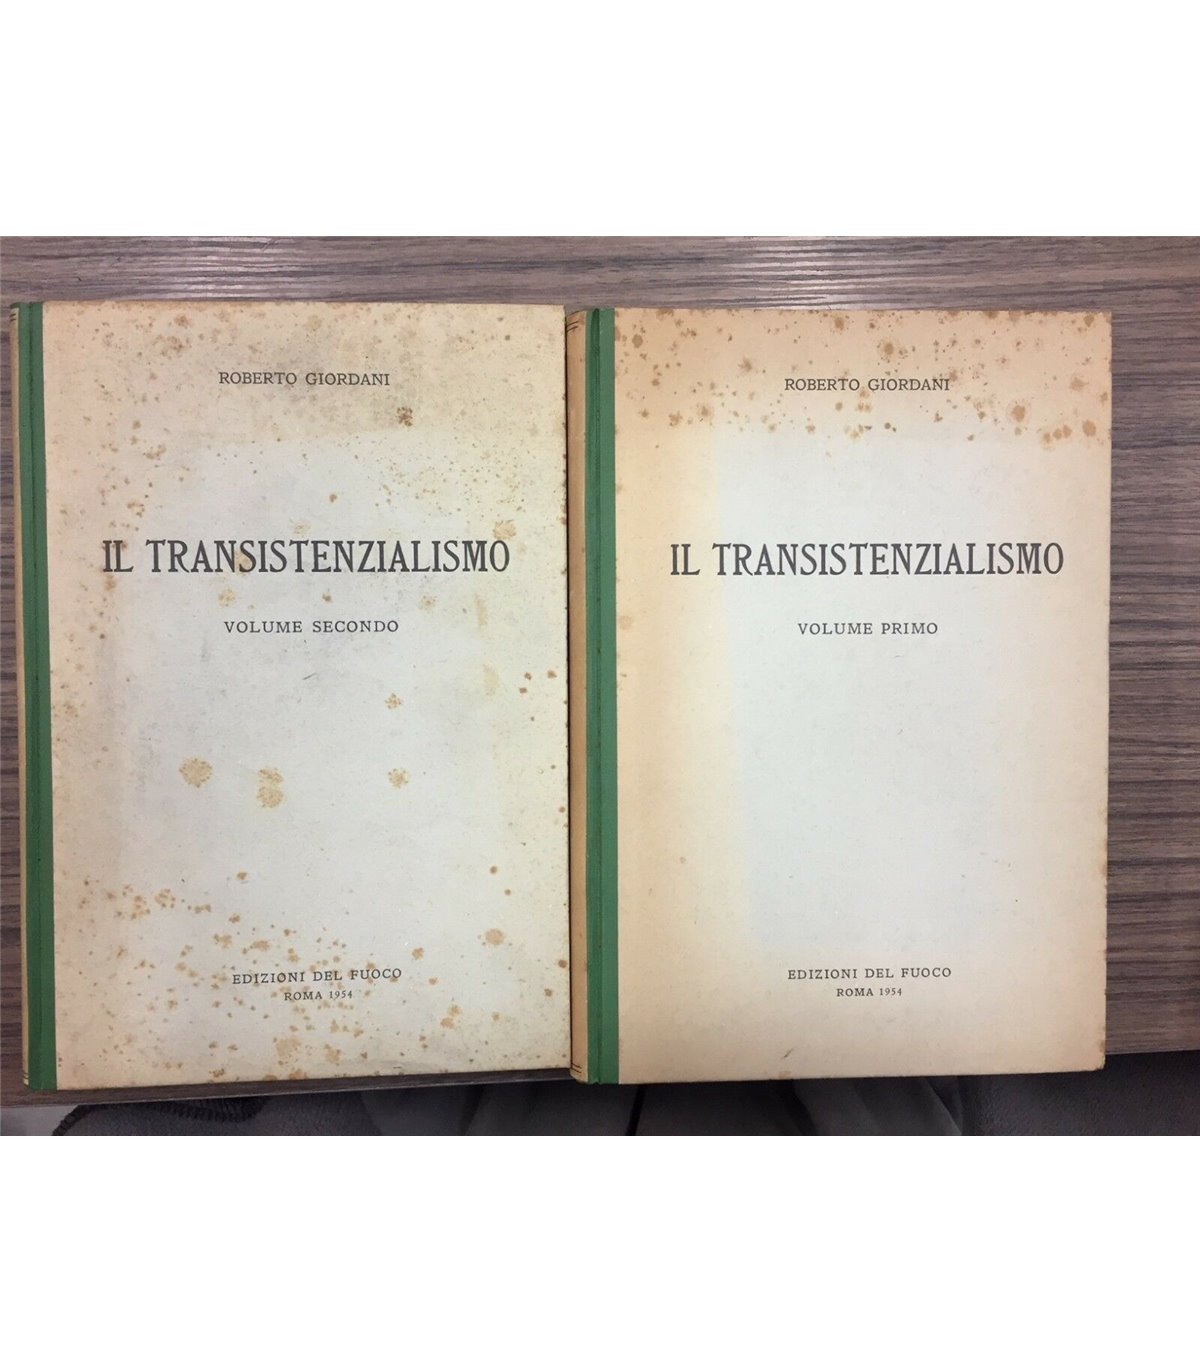 ROBERTO GIORDANI
IL TRANSISTENZIALISMO
VOLUME SECONDO
EDIZIONI DEL FUOCO
ROMA 1954
ROBERTO GIORDANI
IL TRANSISTENZIALISMO
VOLUME PRIMO
EDIZIONI DEL FUOCO
ROMA 1954